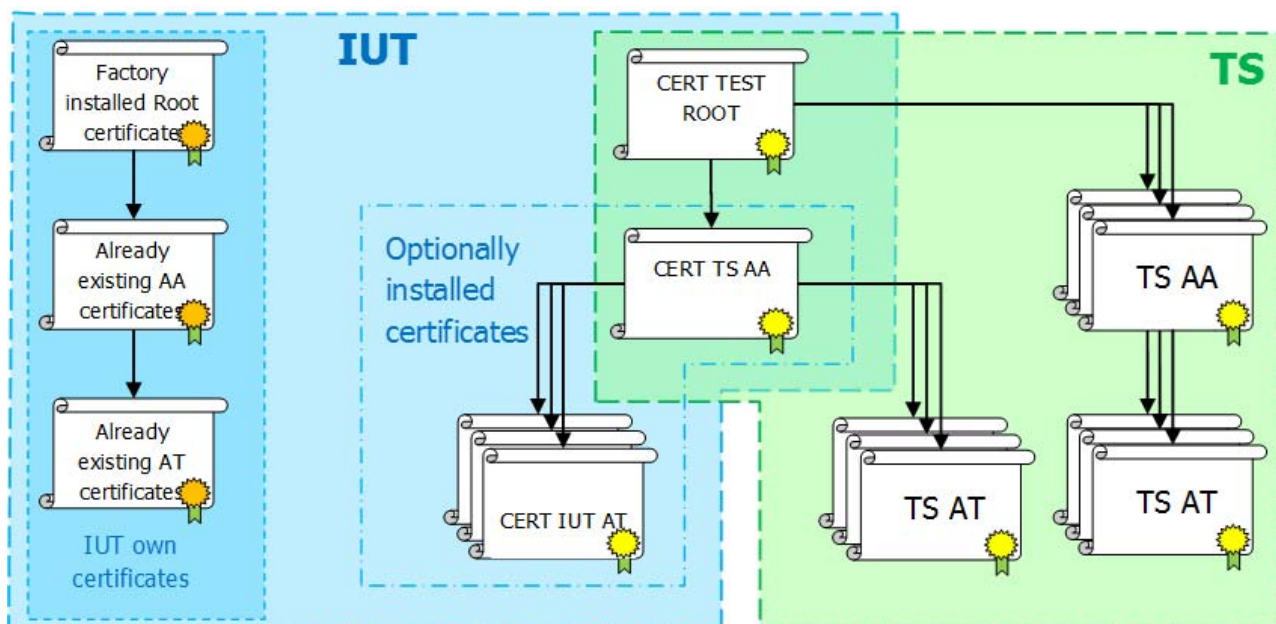 IUT
TS
Factory
installed Root
certificate
CERT TEST
ROOT
Already
existing AA
certificates
Optionally
installed
certificates
CERT TS AA
TS AA
Already
existing AT
certificates
CERT IUT AT
TS AT
TS AT
IUT own
certificates